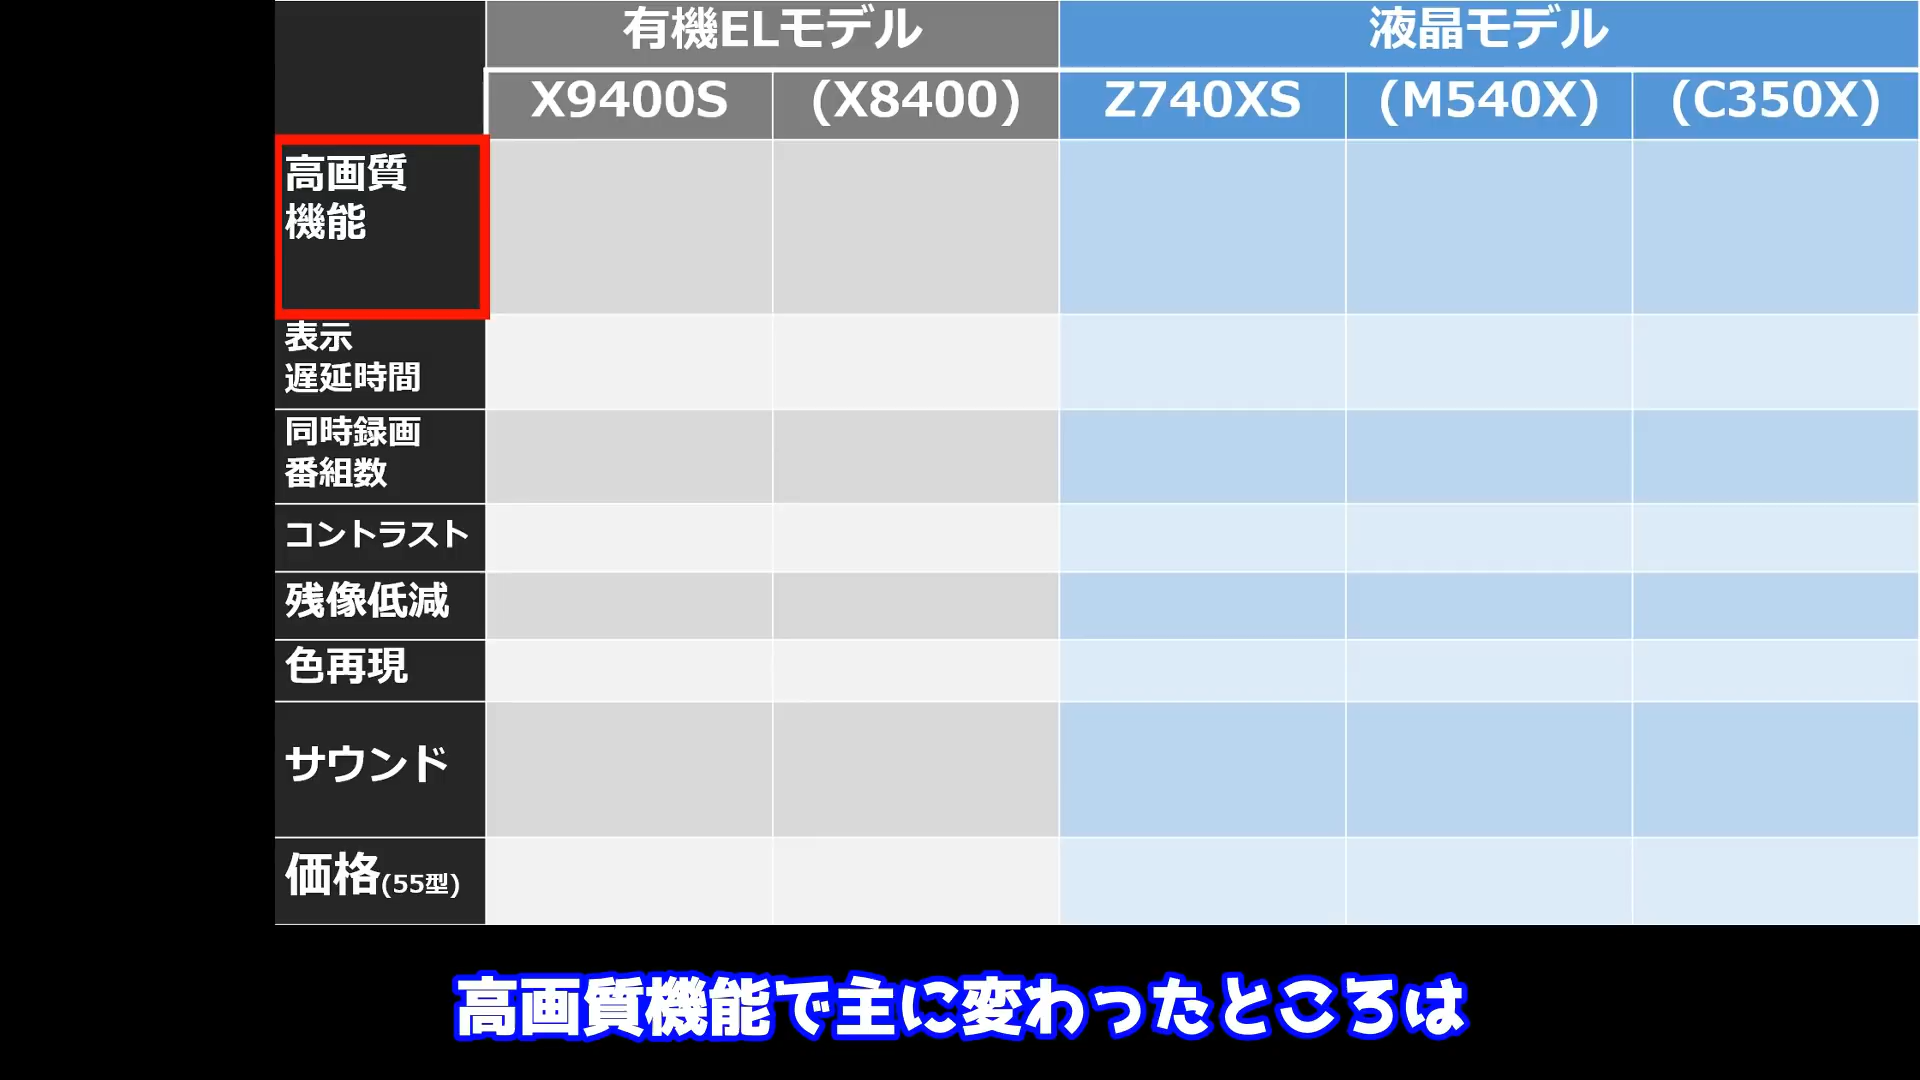 有機ELモデル
液晶モデル
X9400S
(X8400)
Z740XS
(M540X)
(C350X)
高画質
機能
表示
遅延時間
同時録画
番組数
コントラスト
残像低減
色再現
サウンド
価格(55型)
高画質機能で主に変わったところは